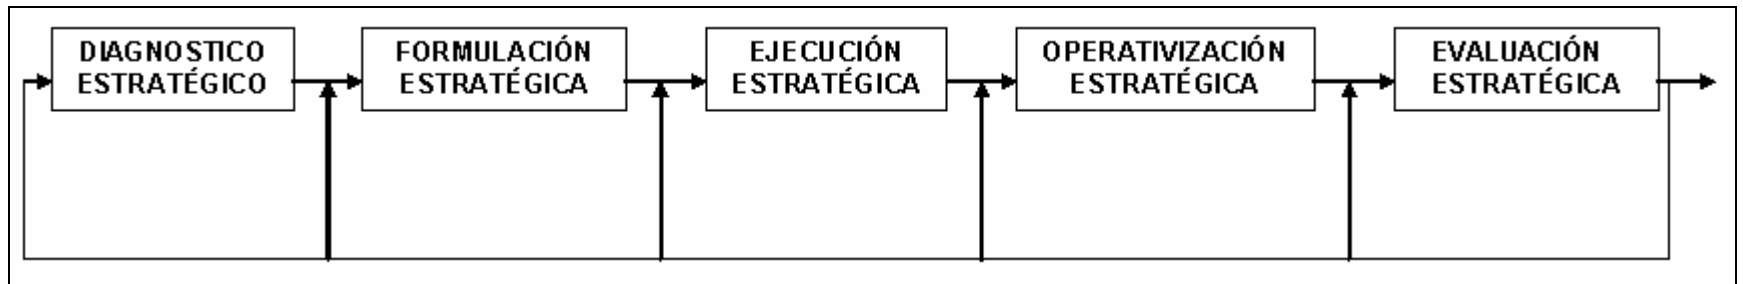 DIAGNOSTICO
ESTRATÉGICO
FORMULACIÓN
ESTRATÉGICA
EJECUCIÓN
ESTRATÉGICA
OPERATIVIZACIÓN
ESTRATÉGICA
EVALUACIÓN
ESTRATÉGICA